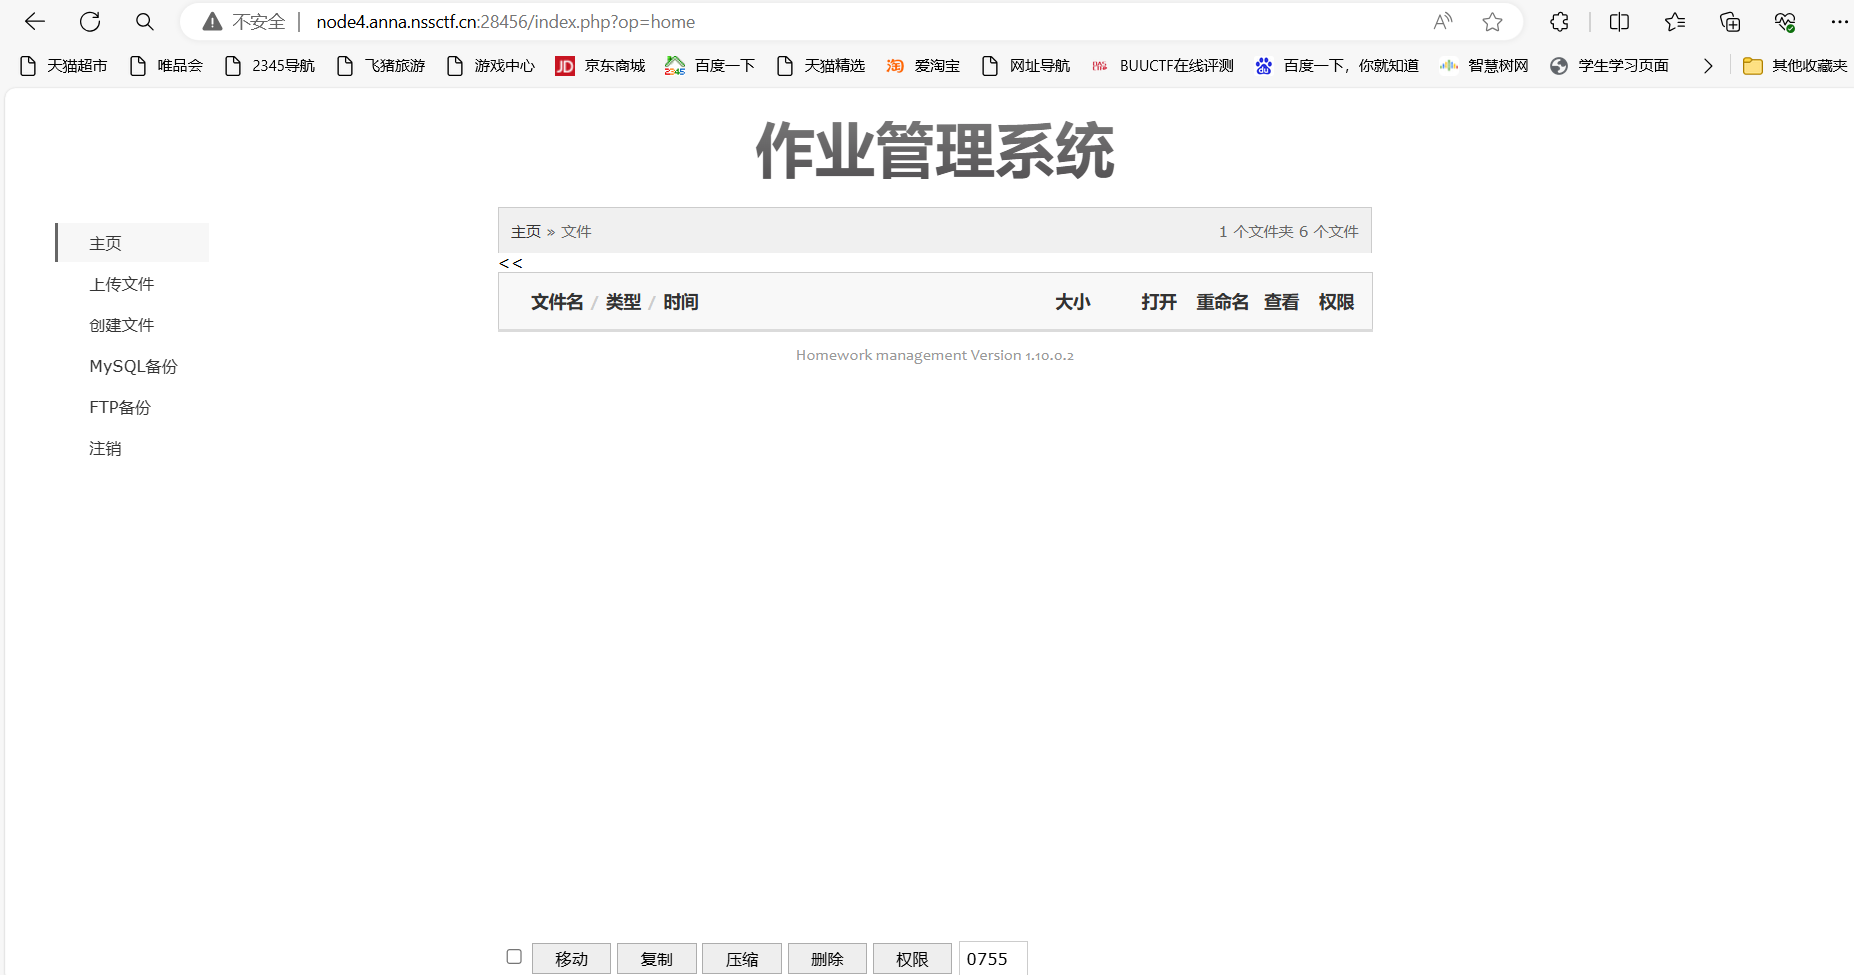 不安全 node4.anna.nssctf.cn:28456/index.php?op=home
天猫超市 唯品会 2345导航 飞猪旅游 游戏中心 JD 京东商城 2345 百度一下 天猫精选 淘 爱淘宝 网址导航 BUUCTF在线评测 du 百度一下，你就知道 智慧树网 学生学习页面 其他收藏夹
作业管理系统
主页 » 文件 1 个文件夹 6 个文件
<<
文件名 / 类型 / 时间 大小 打开 重命名 查看 权限
Homework management Version 1.10.0.2
主页
上传文件
创建文件
MySQL备份
FTP备份
注销
移动 复制 压缩 删除 权限 0755